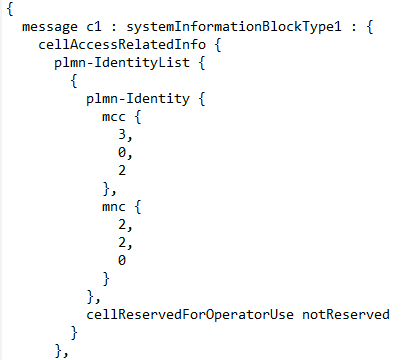 {
  message c1 : systemInformationBlockType1 : {
    cellAccessRelatedInfo {
      plmn-IdentityList {
        {
          plmn-Identity {
            mcc {
              3,
              0,
              2
            },
            mnc {
              2,
              2,
              0
            }
          },
          cellReservedForOperatorUse notReserved
        }
      },